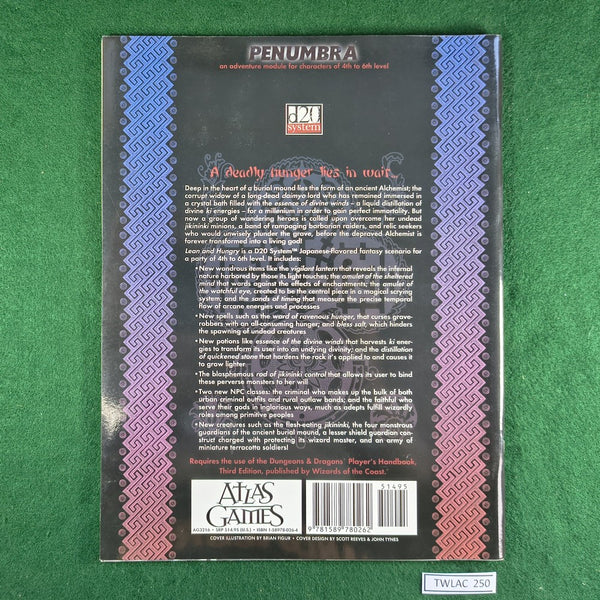 PENUMBRA
an adventure module for characters of 4th to 6th level
d20
system
A deadly hunger lies in wait...
Deep in the heart of a burial mound lies the form of an ancient Alchemist; the
corrupt widow of a long-dead daimyo lord who has remained immersed in
a crystal bath filled with the essence of divine winds – a liquid distillation of
divine ki energies – for a millenium in order to gain perfect immortality. But
now a group of wandering heroes is called upon overcome her undead
jikininki minions, a band of rampaging barbarian raiders, and relic seekers
who would unwisely plunder the grave, before the depraved Alchemist is
forever transformed into a living god!
Lean and Hungry is a D20 System™ Japanese-flavored fantasy scenario for
a party of 4th to 6th level. It includes:
• New wondrous items like the vigilant lantern that reveals the infernal
nature harbored by those its light touches; the amulet of the sheltered
mind that wards against the effects of enchantments; the amulet of
the watchful eye, created to be the central piece in a magical scrying
system; and the sands of timing that measure the precise temporal
flow of arcane energies and processes
• New spells such as the ward of ravenous hunger, that curses grave-
robbers with an all-consuming hunger; and bless salt, which hinders
the spawning of undead creatures
• New potions like essence of the divine winds that harvests ki ener-
gies to transform its user into an undying divinity; and the distillation
of quickened stone that hardens the rock it's applied to and causes it
to grow lighter
• The blasphemous rod of jikininki control that allows its user to bind
these perverse monsters to her will
• Two new NPC classes: the criminal who makes up the bulk of both
urban criminal outfits and rural outlaw bands; and the faithful who
serve their gods in inglorious ways, much as adepts fulfill wizardly
roles among primitive peoples
• New creatures such the flesh-eating jikininki, the four monstrous
guardians of the ancient burial mound, a lesser shield guardian con-
struct charged with protecting its wizard master, and an army of
miniature terracotta soldiers!
Requires the use of the Dungeons & Dragons® Player's Handbook,
Third Edition, published by Wizards of the Coast.®
ATLAS
GAMES
AG3216 • SRP $14.95 (U.S.) • ISBN 1-58978-026-4
51495
9 781589 780262
COVER ILLUSTRATION BY BRIAN FIGUR • COVER DESIGN BY SCOTT REEVES & JOHN TYNES
TWLAC 250